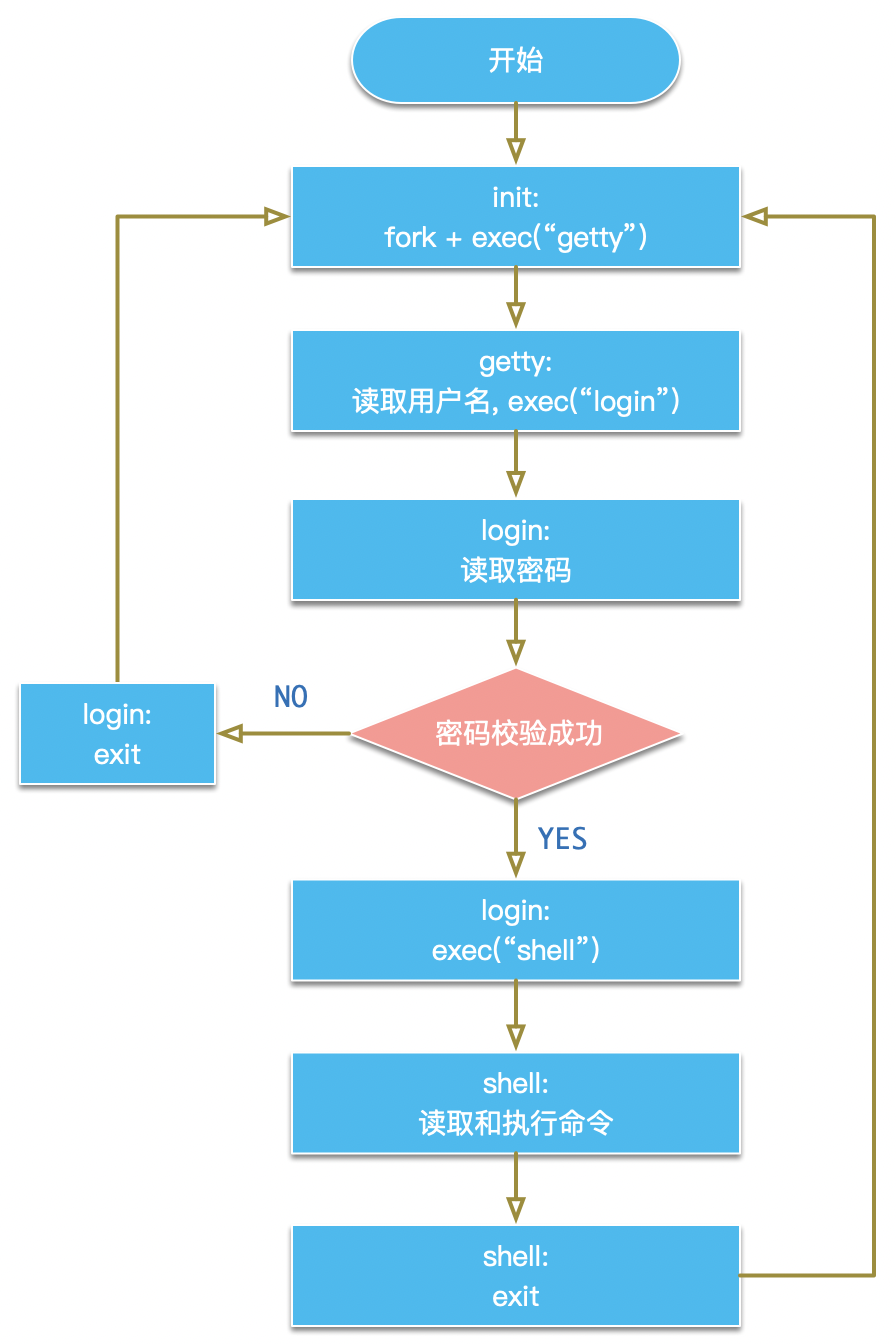 开始
init:
fork + exec(“getty”)
getty:
读取用户名, exec(“login”)
login:
读取密码
密码校验成功
NO
login:
exit
YES
login:
exec(“shell”)
shell:
读取和执行命令
shell:
exit